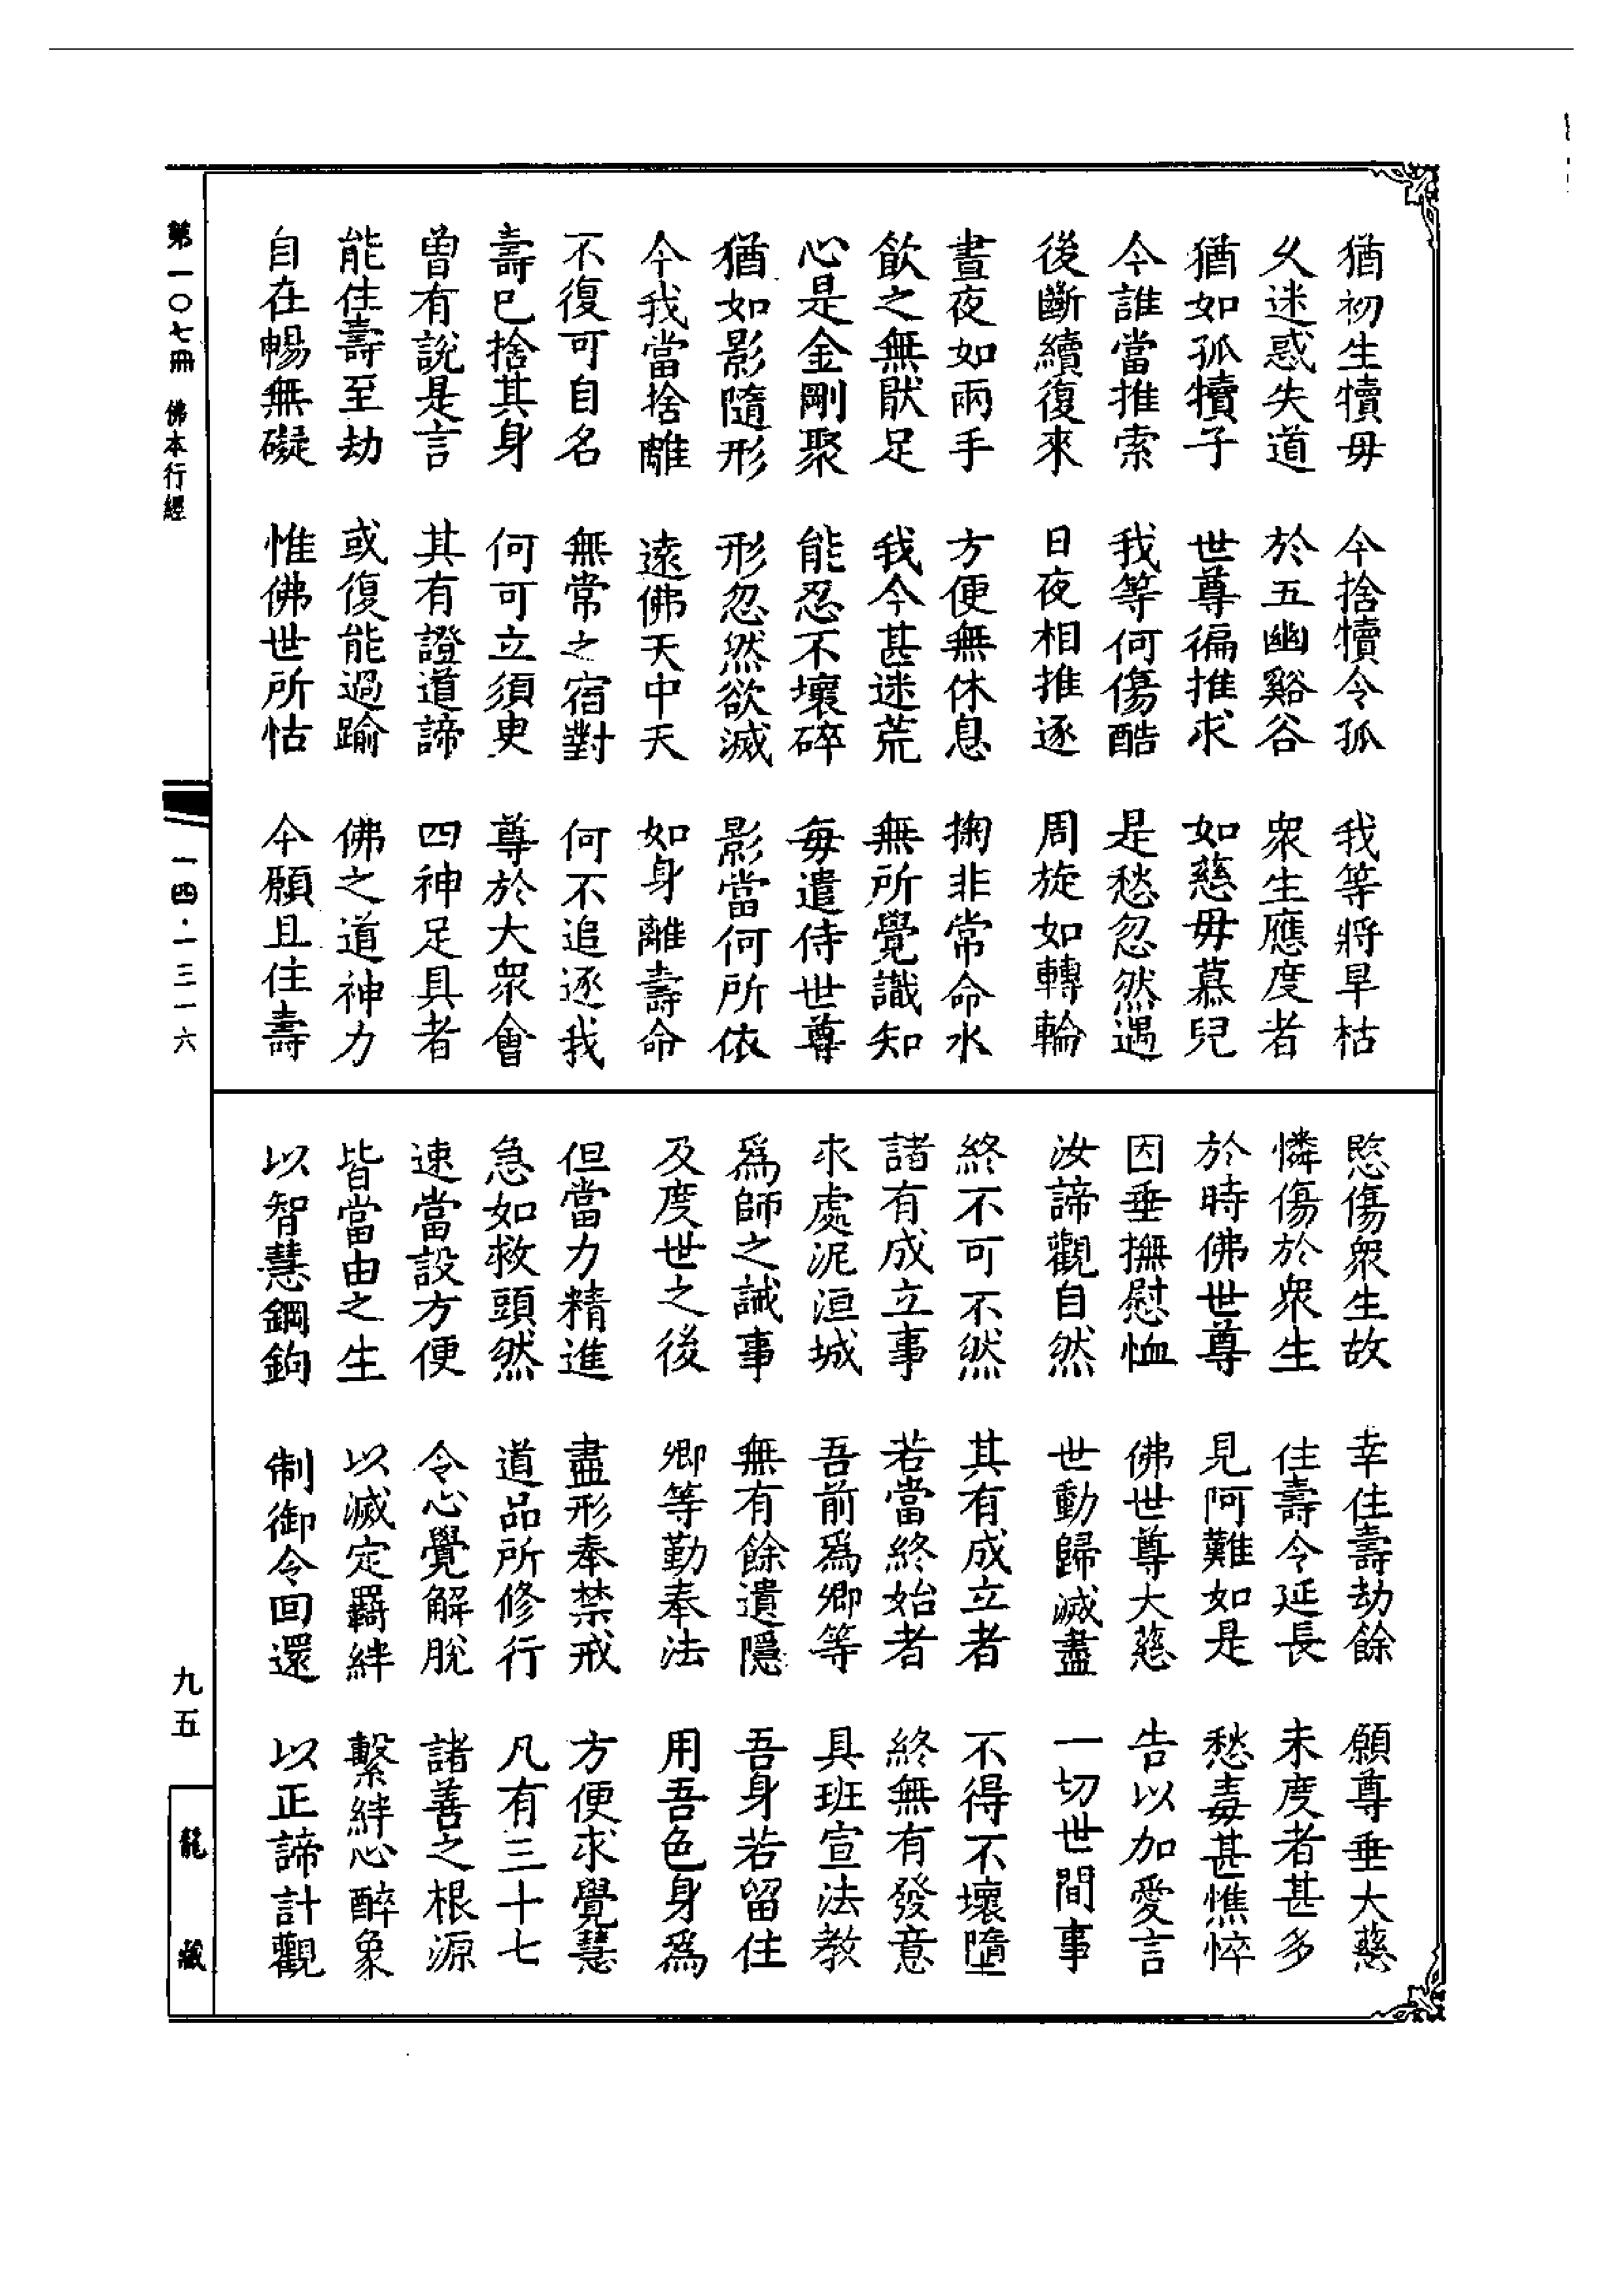 猶初生犢母　今捨犢令孤　我等將早枯
久迷惑失道　於五幽谿谷　衆生應度者
猶如孤犢子　世尊徧推求　如慈母慕兒
今誰當推索　我等何傷酷　是愁忽然遇
後斷續復來　日夜相推逐　周旋如轉輪
晝夜如兩手　方便無休息　掬非常命水
飲之無猒足　我今甚迷荒　無所覺識知
心是金剛聚　能忍不壞碎　每遣侍世尊
猶如影隨形　形忽然欲滅　影當何所依
今我當捨離　遠佛天中天　如身離壽命
不復可自名　無常之宿對　何不追逐我
壽已捨其身　何可立須臾　尊於大衆會
曾有說是言　其有證道諦　四神足具者
能住壽至劫　或復能過踰　佛之道神力
自在暢無礙　惟佛世所怙　今願且住壽
愍傷衆生故　幸住壽劫餘　願尊垂大慈
憐傷於衆生　住壽令延長　未度者甚多
於時佛世尊　見阿難如是　愁毒甚憔悴
因垂撫慰恤　佛世尊大慈　告以加愛言
汝諦觀自然　世動歸滅盡　一切世間事
終不可不然　其有成立者　不得不壞墮
諸有成立事　若當終始者　終無有發意
求處泥洹城　吾前爲卿等　具班宣法教
爲師之誡事　無有餘遺隱　吾身若留住
及度世之後　卿等勤奉法　用吾色身爲
但當力精進　盡形奉禁戒　方便求覺慧
急如救頭然　道品所修行　凡有三十七
速當設方便　令心覺解脫　諸善之根源
皆當由之生　以滅定羈絆　繫絆心醉象
以智慧鋼鉤　制御令回還　以正諦計觀
第一〇七冊　佛本行經　一四·一三一六　九五　龍藏